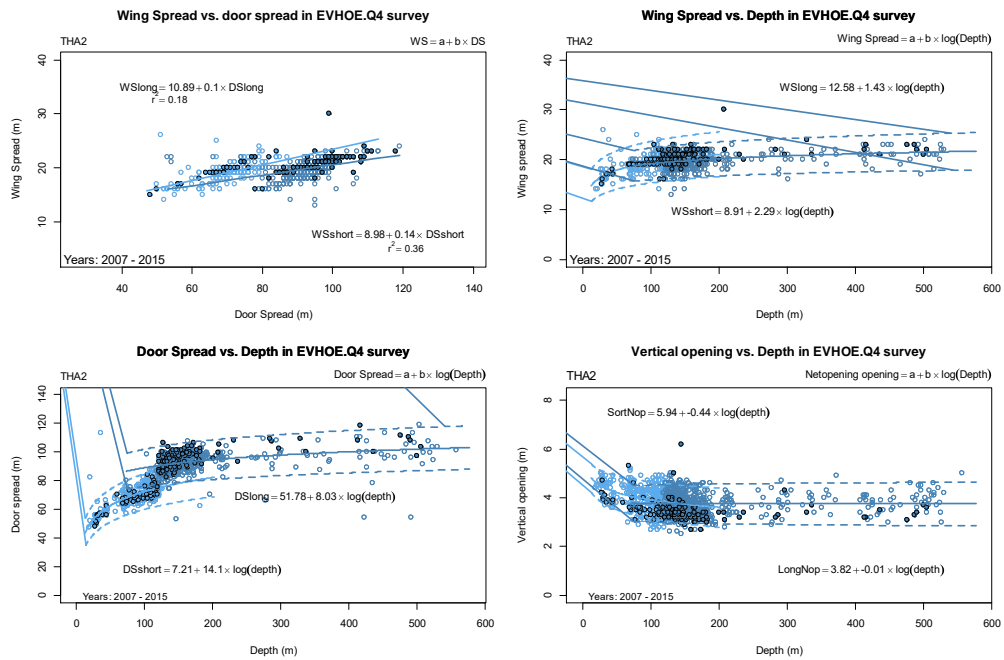 Wing Spread vs. door spread in EVHOE.Q4 survey
THA2
WS = a + b × DS
WSlong = 10.89 + 0.1 × DSlong
r² = 0.18
WSshort = 8.98 + 0.14 × DSshort
r² = 0.36
Years: 2007 - 2015
Wing Spread (m)
10 20 30 40
40 60 80 100 120 140
Door Spread (m)
Wing Spread vs. Depth in EVHOE.Q4 survey
THA2
Wing Spread = a + b × log(Depth)
WSlong = 12.58 + 1.43 × log(depth)
WSshort = 8.91 + 2.29 × log(depth)
Wing spread (m)
0 10 20 30 40
0 100 200 300 400 500 600
Depth (m)
Door Spread vs. Depth in EVHOE.Q4 survey
THA2
Door Spread = a + b × log(Depth)
DSlong = 51.78 + 8.03 × log(depth)
DSshort = 7.21 + 14.1 × log(depth)
Years: 2007 - 2015
Door spread (m)
0 20 40 60 80 100 120 140
0 100 200 300 400 500 600
Depth (m)
Vertical opening vs. Depth in EVHOE.Q4 survey
THA2
Netopening opening = a + b × log(Depth)
SortNop = 5.94 + -0.44 × log(depth)
LongNop = 3.82 + -0.01 × log(depth)
Years: 2007 - 2015
Vertical opening (m)
0 2 4 6 8
0 100 200 300 400 500 600
Depth (m)